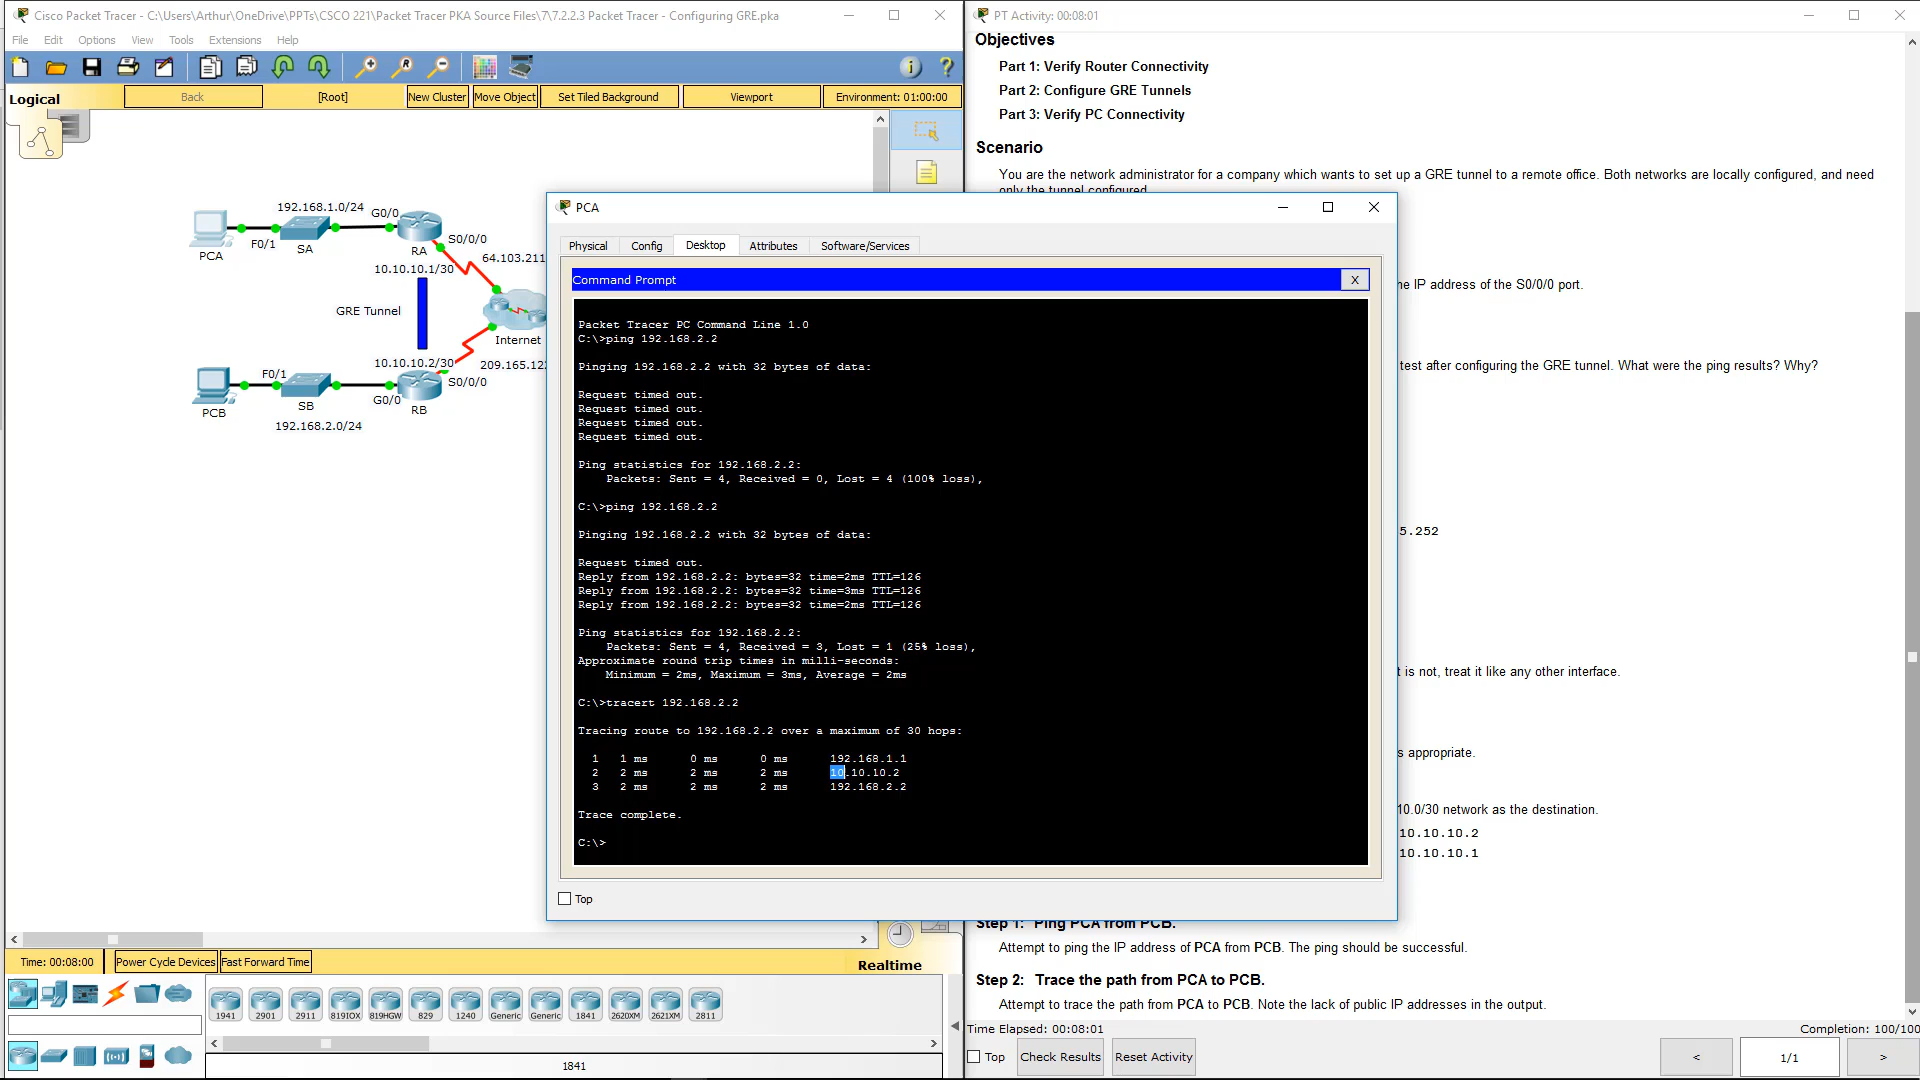 Cisco Packet Tracer - C:\Users\Arthur\OneDrive\PPTs\CSCO 221\Packet Tracer PKA Source Files\7\7.2.2.3 Packet Tracer - Configuring GRE.pka
File Edit Options View Tools Extensions Help
Logical
Back
[Root]
New Cluster
Move Object
Set Tiled Background
Viewport
Environment: 01:00:00
192.168.1.0/24
G0/0
F0/1
SA
PCA
RA
S0/0/0
64.103.211
10.10.10.1/30
GRE Tunnel
Internet
10.10.10.2/30
209.165.12
F0/1
S0/0/0
G0/0
PCB
SB
RB
192.168.2.0/24
PCA
Physical
Config
Desktop
Attributes
Software/Services
Command Prompt
X
Packet Tracer PC Command Line 1.0
C:\>ping 192.168.2.2
Pinging 192.168.2.2 with 32 bytes of data:
Request timed out.
Request timed out.
Request timed out.
Request timed out.
Ping statistics for 192.168.2.2:
Packets: Sent = 4, Received = 0, Lost = 4 (100% loss),
C:\>ping 192.168.2.2
Pinging 192.168.2.2 with 32 bytes of data:
Request timed out.
Reply from 192.168.2.2: bytes=32 time=2ms TTL=126
Reply from 192.168.2.2: bytes=32 time=3ms TTL=126
Reply from 192.168.2.2: bytes=32 time=2ms TTL=126
Ping statistics for 192.168.2.2:
Packets: Sent = 4, Received = 3, Lost = 1 (25% loss),
Approximate round trip times in milli-seconds:
Minimum = 2ms, Maximum = 3ms, Average = 2ms
C:\>tracert 192.168.2.2
Tracing route to 192.168.2.2 over a maximum of 30 hops:
1 1 ms 0 ms 0 ms 192.168.1.1
2 2 ms 2 ms 2 ms 10.10.10.2
3 2 ms 2 ms 2 ms 192.168.2.2
Trace complete.
C:\>
Top
Time: 00:08:00
Power Cycle Devices
Fast Forward Time
Realtime
1941
2901
2911
819IOX
819HGW
829
1240
Generic
Generic
1841
2620XM
2621XM
2811
1841
PT Activity: 00:08:01
Objectives
Part 1: Verify Router Connectivity
Part 2: Configure GRE Tunnels
Part 3: Verify PC Connectivity
Scenario
You are the network administrator for a company which wants to set up a GRE tunnel to a remote office. Both networks are locally configured, and need
only the tunnel configured.
e IP address of the S0/0/0 port.
test after configuring the GRE tunnel. What were the ping results? Why?
5.252
t is not, treat it like any other interface.
s appropriate.
10.0/30 network as the destination.
10.10.10.2
10.10.10.1
Step 1: Ping PCA from PCB.
Attempt to ping the IP address of PCA from PCB. The ping should be successful.
Step 2: Trace the path from PCA to PCB.
Attempt to trace the path from PCA to PCB. Note the lack of public IP addresses in the output.
Time Elapsed: 00:08:01
Completion: 100/100
Top
Check Results
Reset Activity
<
1/1
>